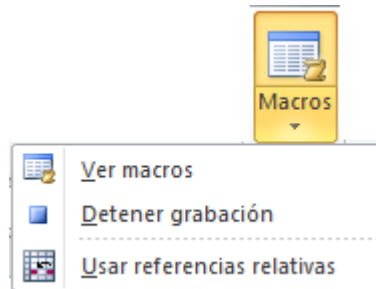 Macros
Ver macros
Detener grabación
Usar referencias relativas